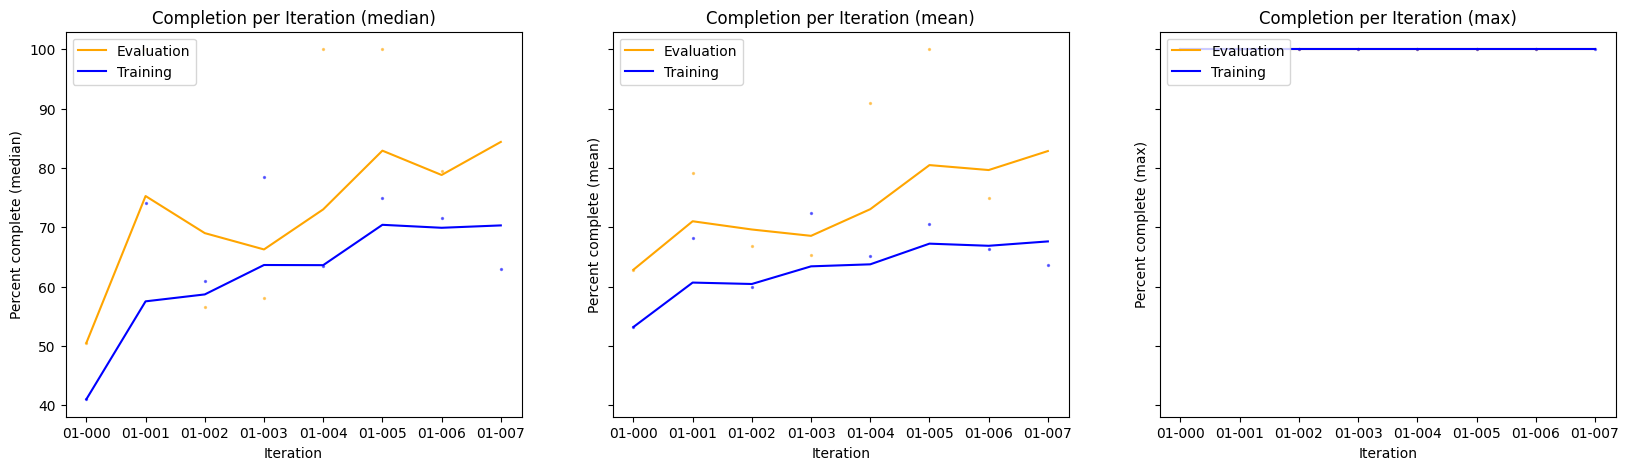 Completion per Iteration (median)
Evaluation
Training
Percent complete (median)
100
90
80
70
60
50
40
01-000 01-001 01-002 01-003 01-004 01-005 01-006 01-007
Iteration
Completion per Iteration (mean)
Evaluation
Training
Percent complete (mean)
01-000 01-001 01-002 01-003 01-004 01-005 01-006 01-007
Iteration
Completion per Iteration (max)
Evaluation
Training
Percent complete (max)
01-000 01-001 01-002 01-003 01-004 01-005 01-006 01-007
Iteration